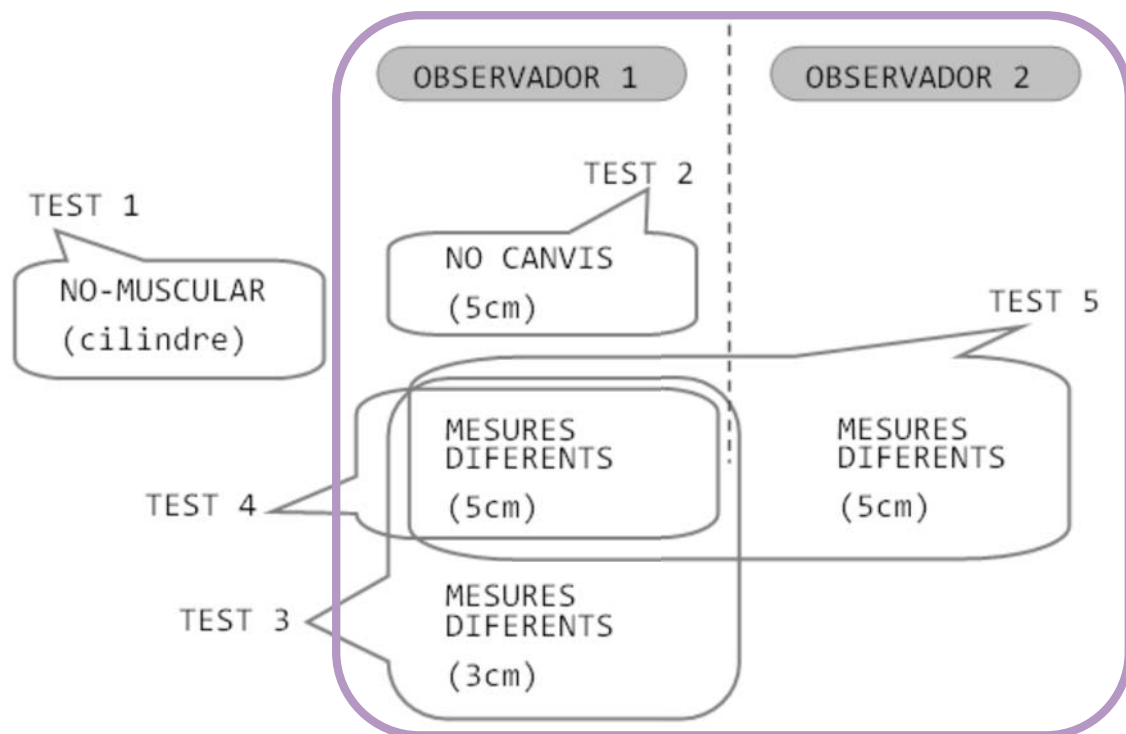 OBSERVADOR 1
OBSERVADOR 2
TEST 1
NO-MUSCULAR
(cilindre)
TEST 2
NO CANVIS
(5cm)
TEST 5
TEST 4
MESURES
DIFERENTS
(5cm)
MESURES
DIFERENTS
(5cm)
TEST 3
MESURES
DIFERENTS
(3cm)